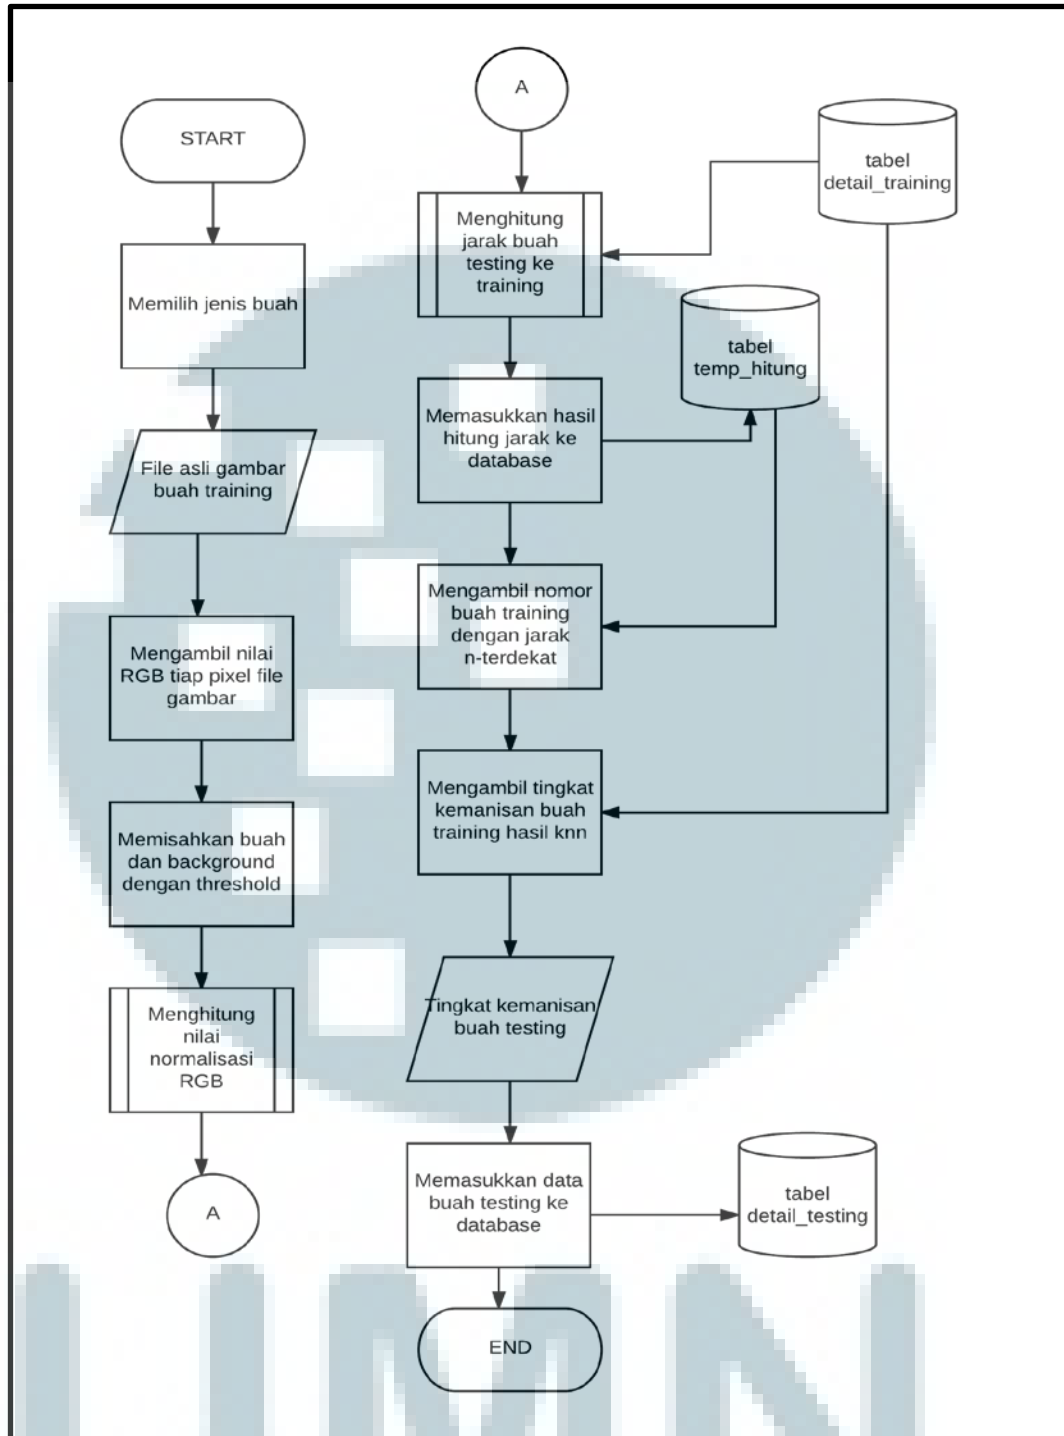 START
Memilih jenis buah
File asli gambar
buah training
Mengambil nilai
RGB tiap pixel file
gambar
Memisahkan buah
dan background
dengan threshold
Menghitung
nilai
normalisasi
RGB
A
A
Menghitung
jarak buah
testing ke
training
Memasukkan hasil
hitung jarak ke
database
Mengambil nomor
buah training
dengan jarak
n-terdekat
Mengambil tingkat
kemanisan buah
training hasil knn
Tingkat kemanisan
buah testing
Memasukkan data
buah testing ke
database
END
tabel
detail_training
tabel
temp_hitung
tabel
detail_testing
UMN